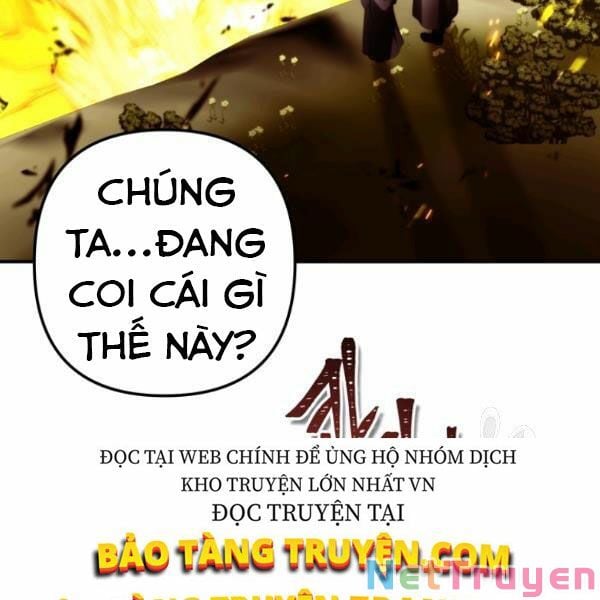 CHÚNG
TA...ĐANG
COI CÁI GÌ
THẾ NÀY?
ĐỌC TẠI WEB CHÍNH ĐỂ ỦNG HỘ NHÓM DỊCH
KHO TRUYỆN LỚN NHẤT VN
ĐỌC TRUYỆN TẠI
BẢO TÀNG TRUYỆN.COM
NetTruyen